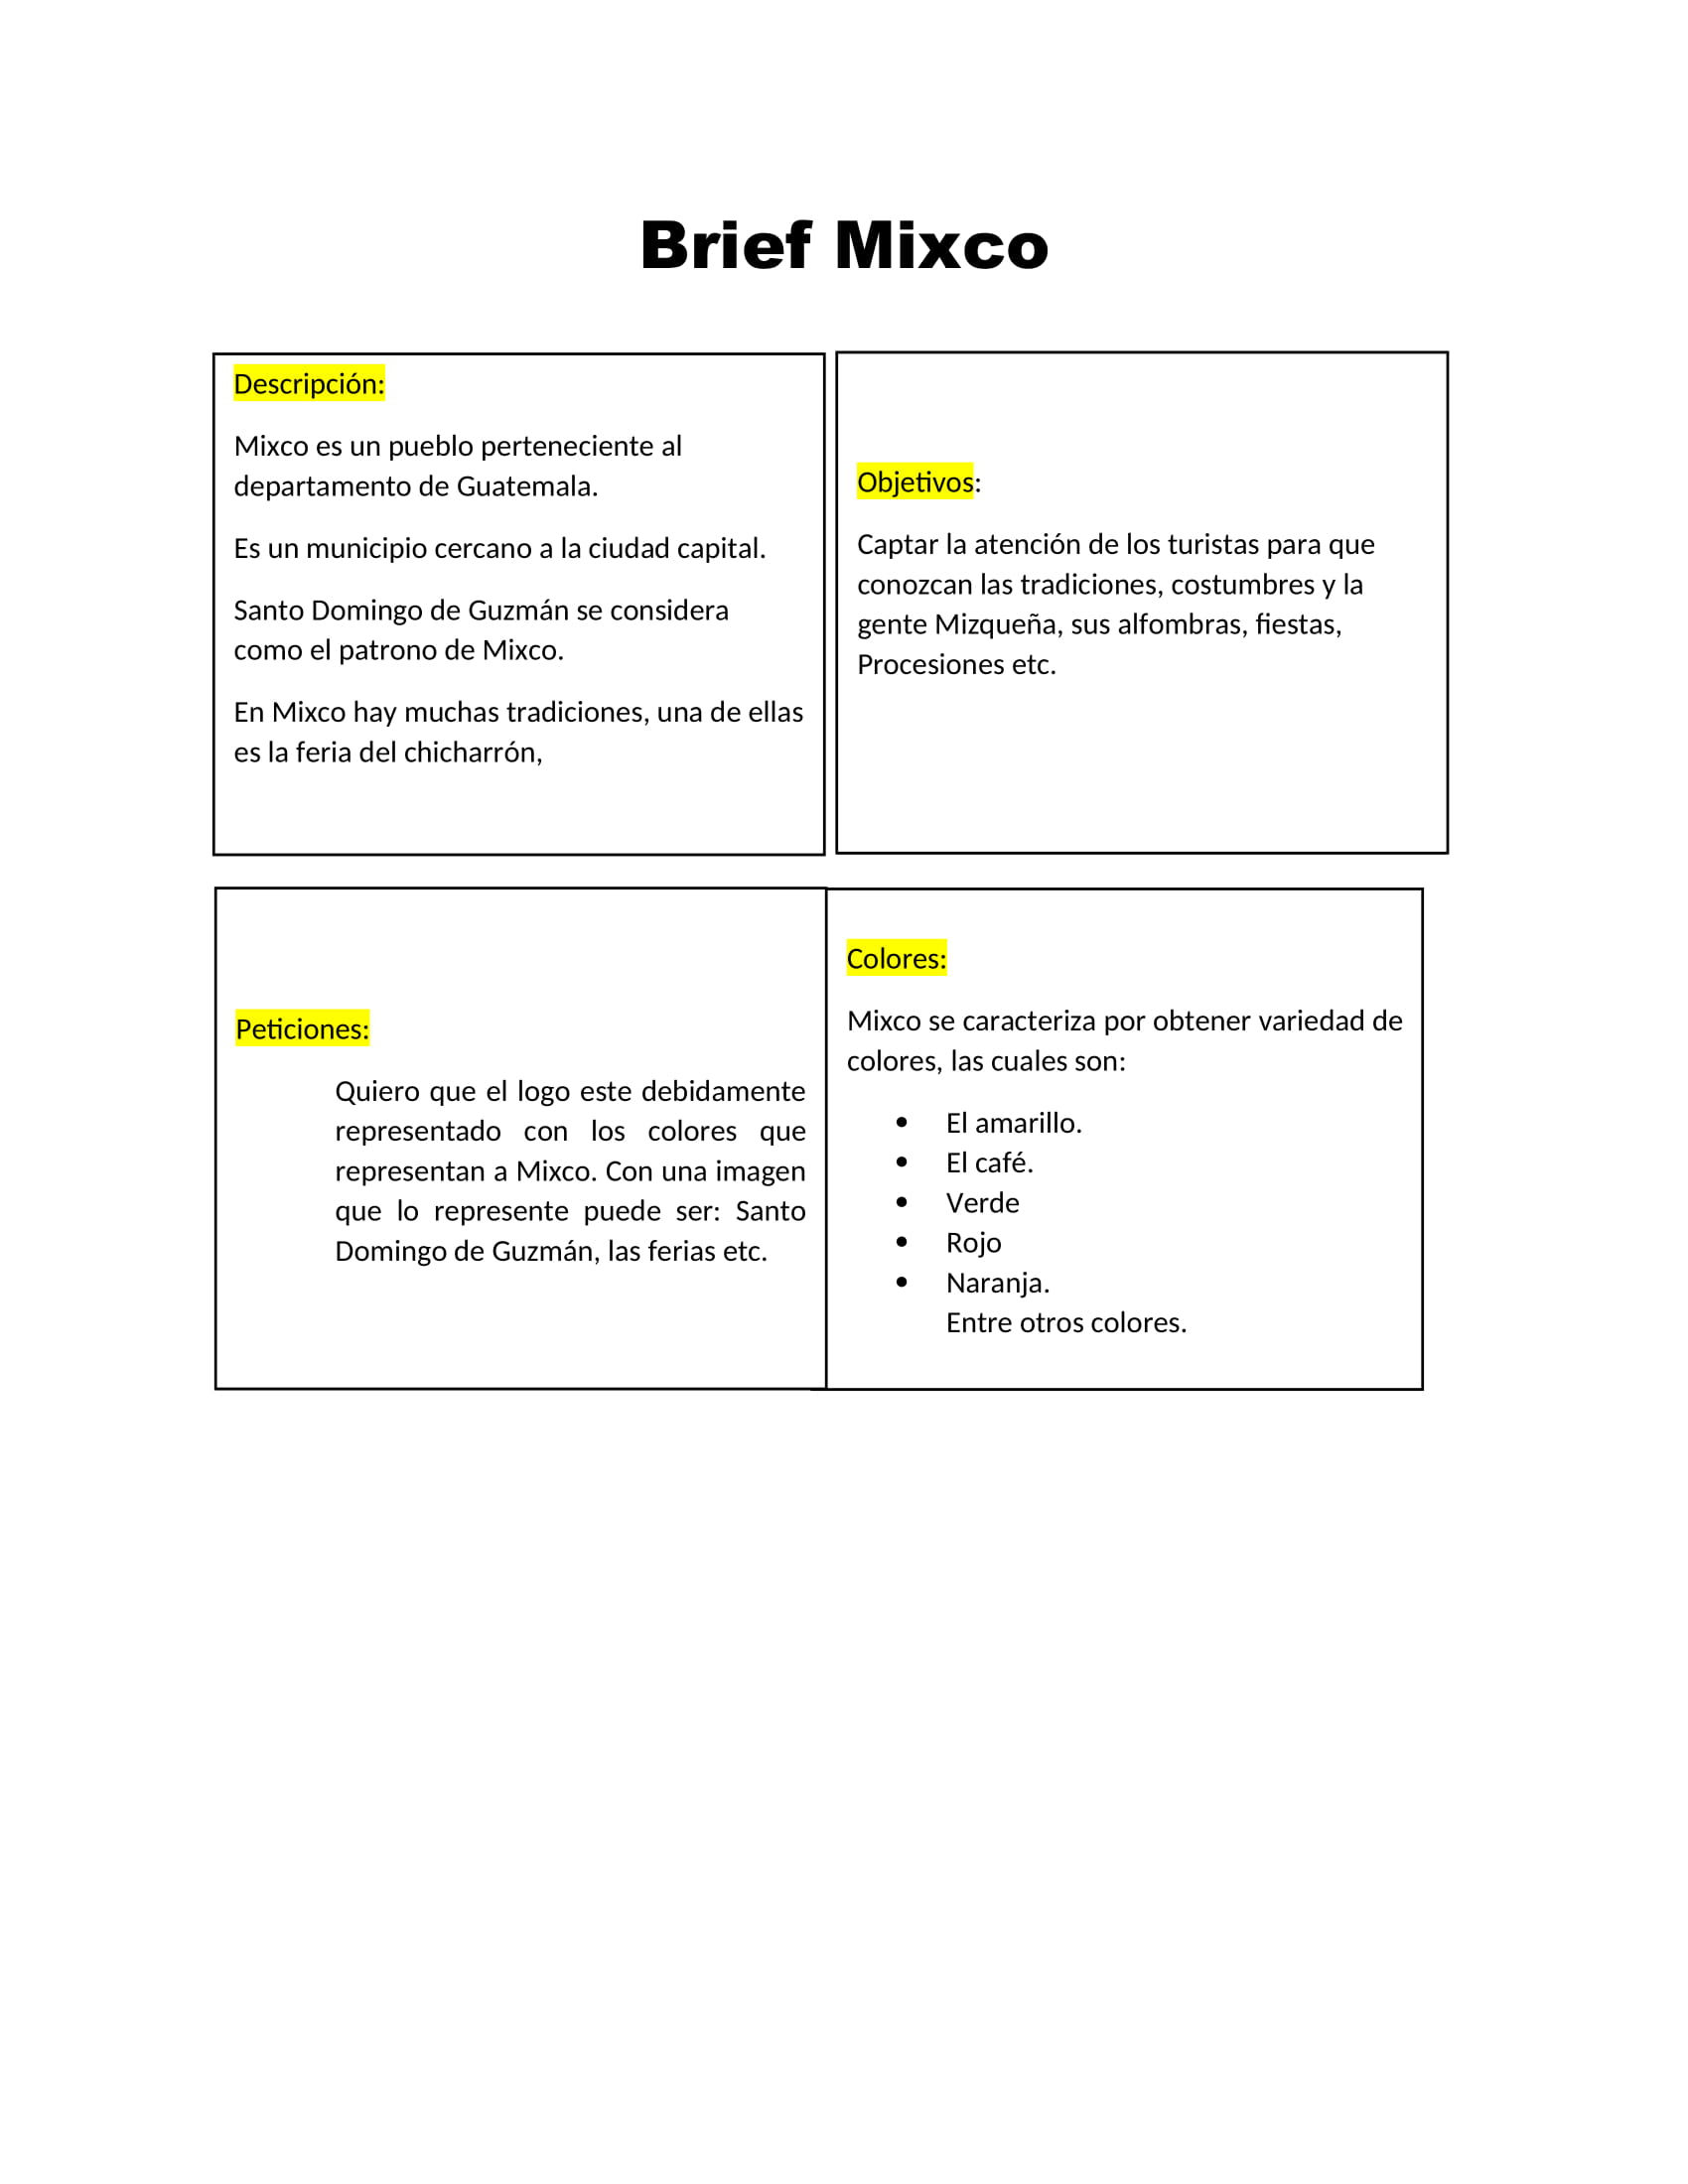 Brief Mixco
Descripción:
Mixco es un pueblo perteneciente al
departamento de Guatemala.
Es un municipio cercano a la ciudad capital.
Santo Domingo de Guzmán se considera
como el patrono de Mixco.
En Mixco hay muchas tradiciones, una de ellas
es la feria del chicharrón,
Objetivos:
Captar la atención de los turistas para que
conozcan las tradiciones, costumbres y la
gente Mizqueña, sus alfombras, fiestas,
Procesiones etc.
Peticiones:
Quiero que el logo este debidamente
representado con los colores que
representan a Mixco. Con una imagen
que lo represente puede ser: Santo
Domingo de Guzmán, las ferias etc.
Colores:
Mixco se caracteriza por obtener variedad de
colores, las cuales son:
• El amarillo.
• El café.
• Verde
• Rojo
• Naranja.
Entre otros colores.